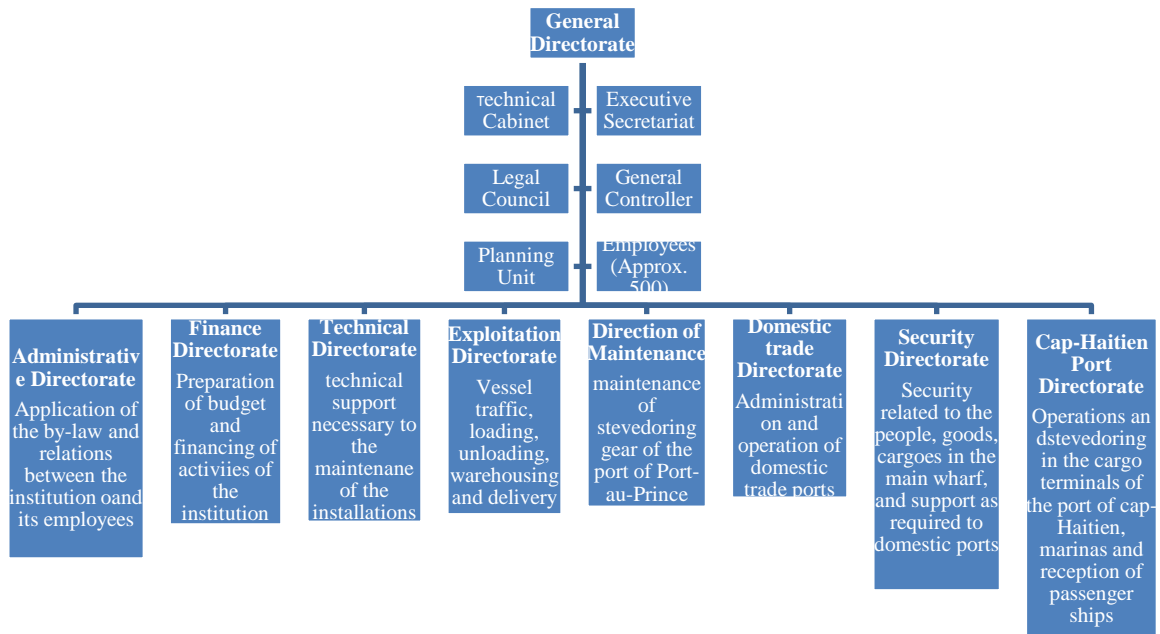 General
Directorate
Technical
Cabinet
Executive
Secretariat
Legal
Council
General
Controller
Planning
Unit
Employees
(Approx.
500)
Administrativ
e Directorate
Application of
the by-law and
relations
between the
institution oand
its employees
Finance
Directorate
Preparation
of budget
and
financing of
activiies of
the
institution
Technical
Directorate
technical
support
necessary to
the
maintenane
of the
installations
Exploitation
Directorate
Vessel
traffic,
loading,
unloading,
warehousing
and delivery
Direction of
Maintenance
maintenance
of
stevedoring
gear of the
port of Port-
au-Prince
Domestic
trade
Directorate
Administrati
on and
operation of
domestic
trade ports
Security
Directorate
Security
related to the
people, goods,
cargoes in the
main wharf,
and support as
required to
domestic ports
Cap-Haitien
Port
Directorate
Operations an
dstevedoring
in the cargo
terminals of
the port of cap-
Haitien,
marinas and
reception of
passenger
ships